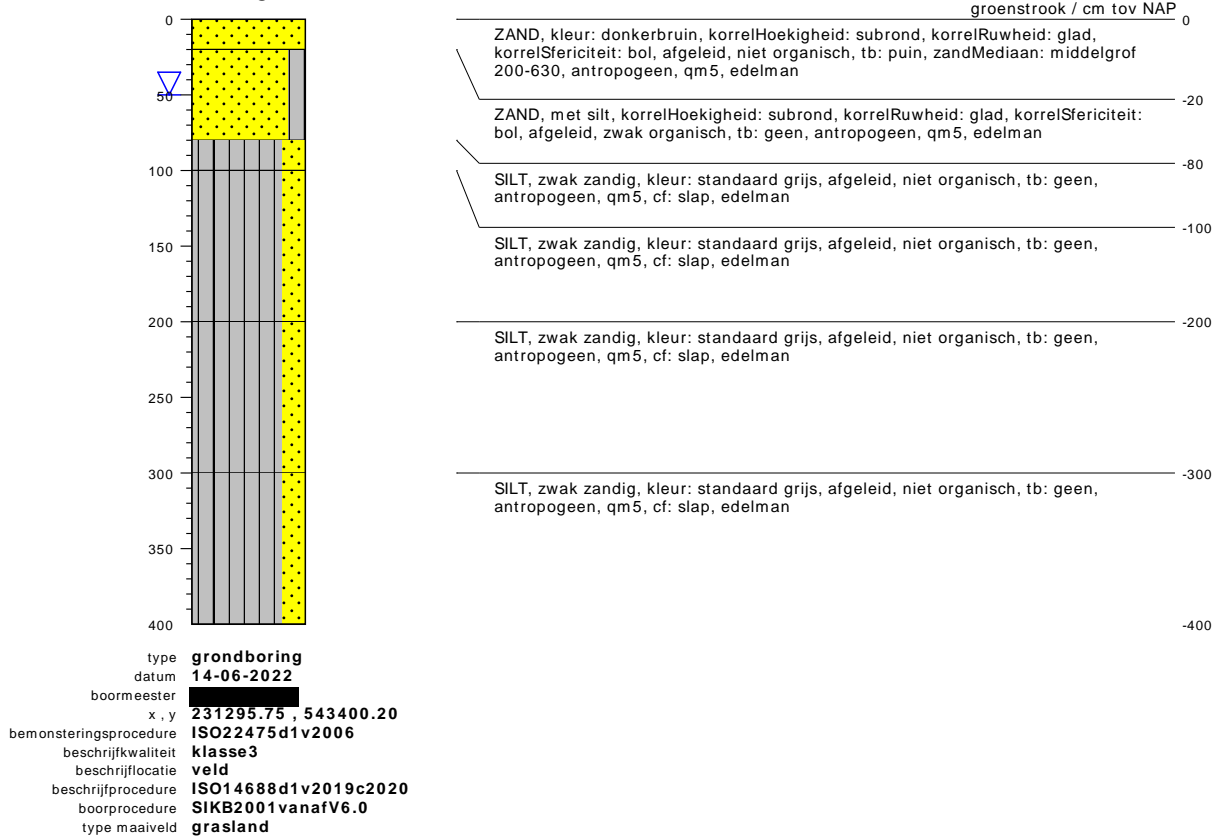 groenstrook / cm tov NAP
0
0
ZAND, kleur: donkerbruin, korrelHoekigheid: subrond, korrelRuwheid: glad,
korrelSfericiteit: bol, afgeleid, niet organisch, tb: puin, zandMediaan: middelgrof
200-630, antropogeen, qm5, edelman
50
-20
ZAND, met silt, korrelHoekigheid: subrond, korrelRuwheid: glad, korrelSfericiteit:
bol, afgeleid, zwak organisch, tb: geen, antropogeen, qm5, edelman
-80
100
SILT, zwak zandig, kleur: standaard grijs, afgeleid, niet organisch, tb: geen,
antropogeen, qm5, cf: slap, edelman
-100
150
SILT, zwak zandig, kleur: standaard grijs, afgeleid, niet organisch, tb: geen,
antropogeen, qm5, cf: slap, edelman
200
-200
SILT, zwak zandig, kleur: standaard grijs, afgeleid, niet organisch, tb: geen,
antropogeen, qm5, cf: slap, edelman
250
300
-300
SILT, zwak zandig, kleur: standaard grijs, afgeleid, niet organisch, tb: geen,
antropogeen, qm5, cf: slap, edelman
350
400
-400
type grondboring
datum 14-06-2022
boormeester
x , y 231295.75 , 543400.20
bemonsteringsprocedure ISO22475d1v2006
beschrijfkwaliteit klasse3
beschrijflocatie veld
beschrijfprocedure ISO14688d1v2019c2020
boorprocedure SIKB2001vanafV6.0
type maaiveld grasland